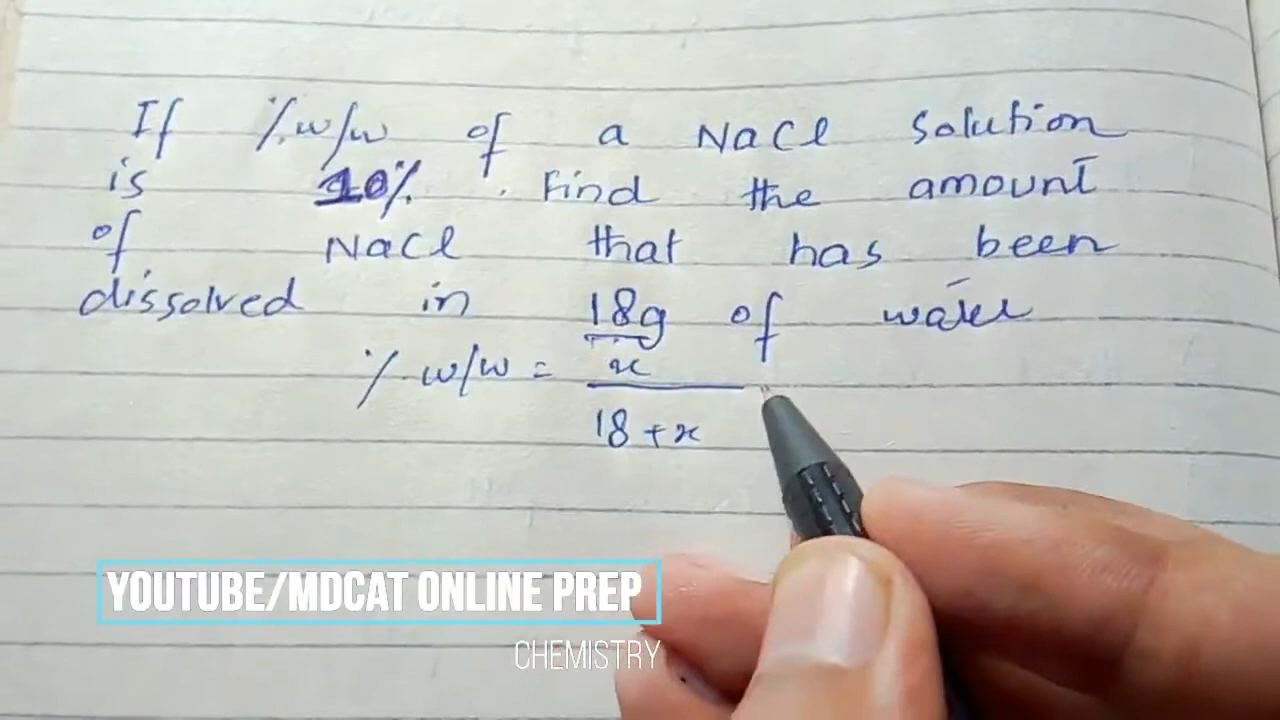 If %w/w of a NaCl solution
is 10%. Find the amount
of NaCl that has been
dissolved in 18g of water
% w/w = x
18+x
YOUTUBE/MDCAT ONLINE PREP
CHEMISTRY